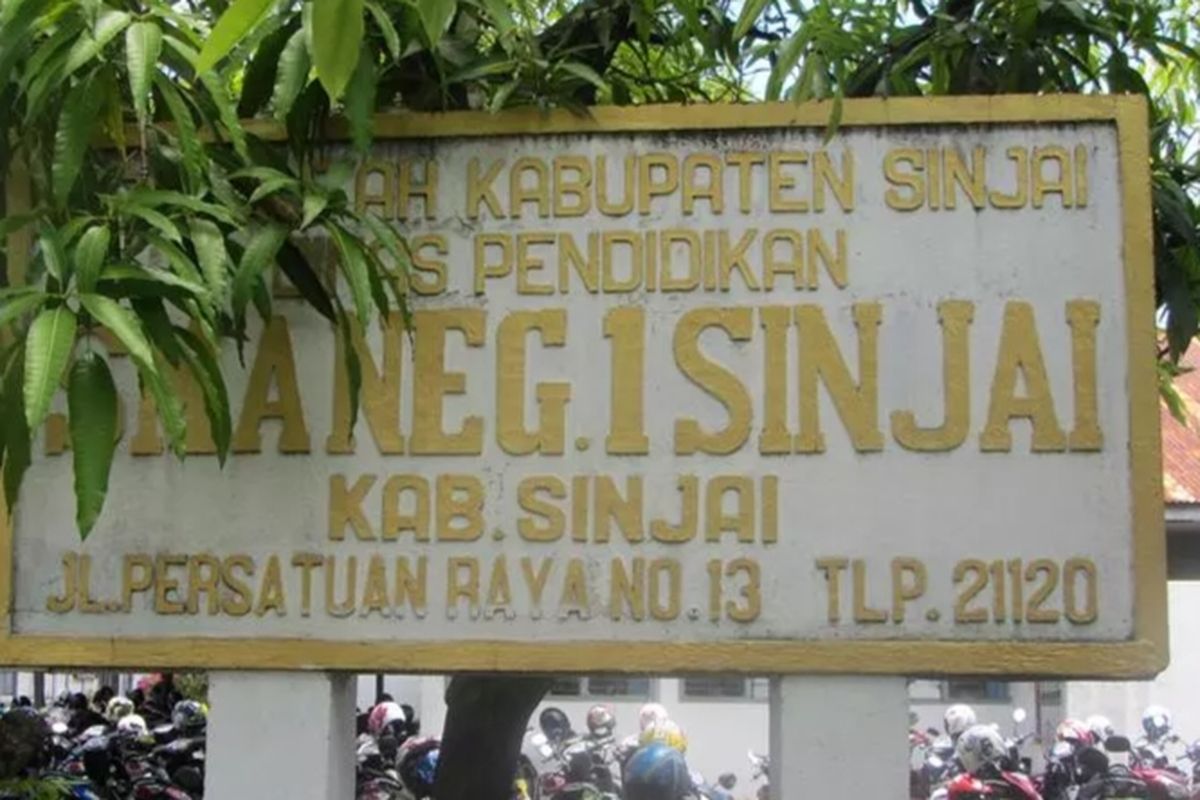 KABUPATEN SINJAI
PENDIDIKAN
NEG. 1 SINJAI
KAB. SINJAI
JL. PERSATUAN RAYA NO. 13 TLP. 21120